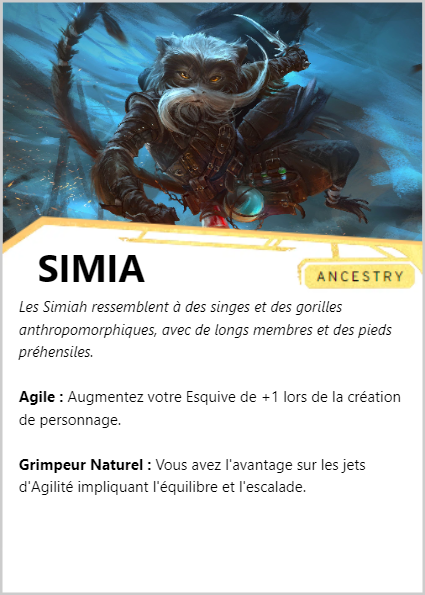 SIMIA
ANCESTRY
Les Simiah ressemblent à des singes et des gorilles
anthropomorphiques, avec de longs membres et des pieds
préhensiles.
Agile : Augmentez votre Esquive de +1 lors de la création
de personnage.
Grimpeur Naturel : Vous avez l'avantage sur les jets
d'Agilité impliquant l'équilibre et l'escalade.